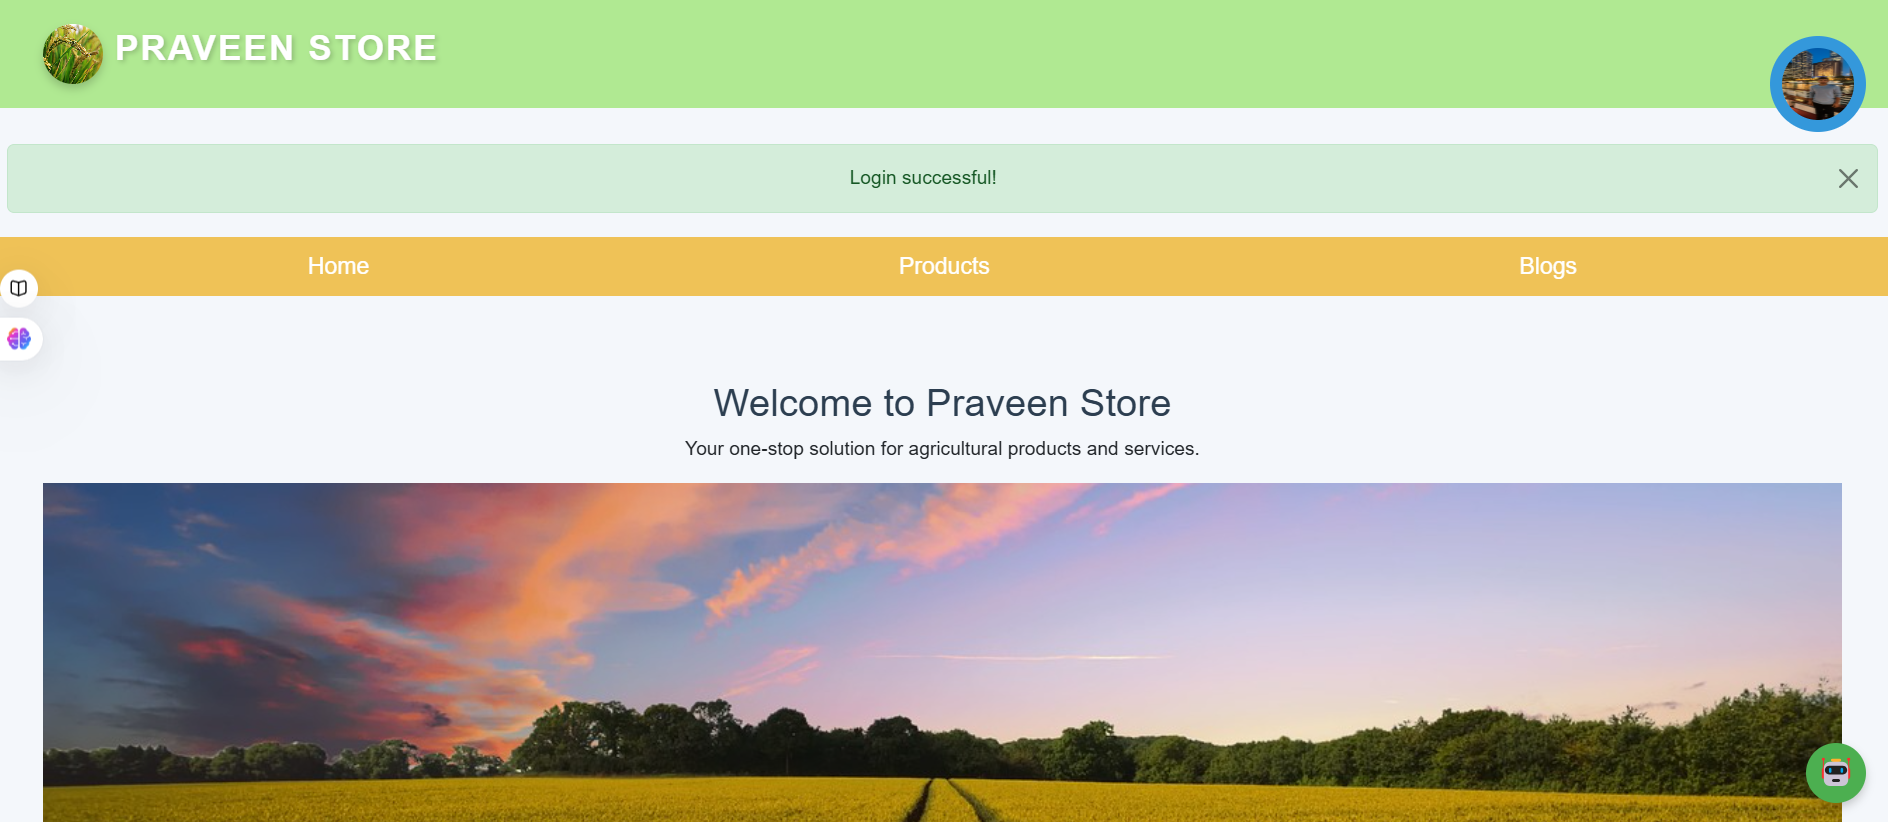 PRAVEEN STORE
Login successful!
Home Products Blogs
Welcome to Praveen Store
Your one-stop solution for agricultural products and services.